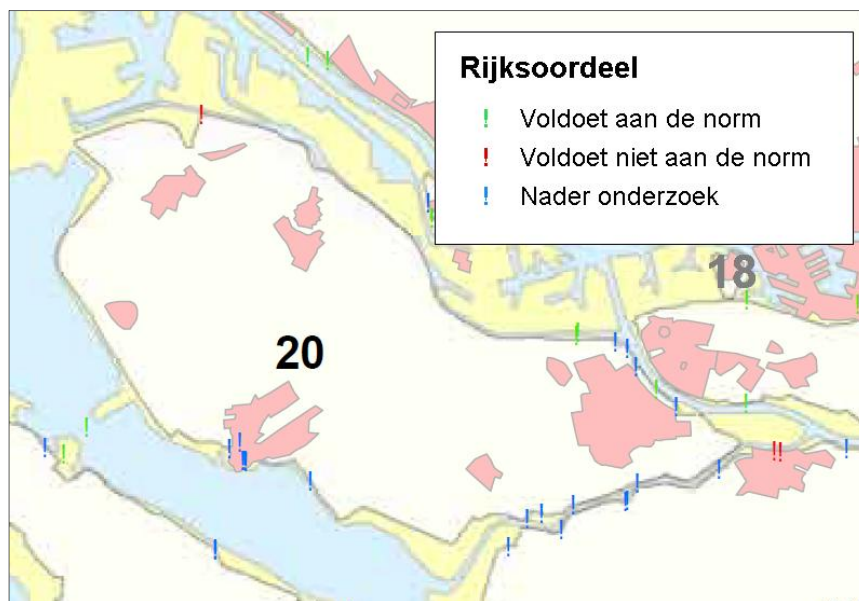 Rijksoordeel
! Voldoet aan de norm
! Voldoet niet aan de norm
! Nader onderzoek
18
20